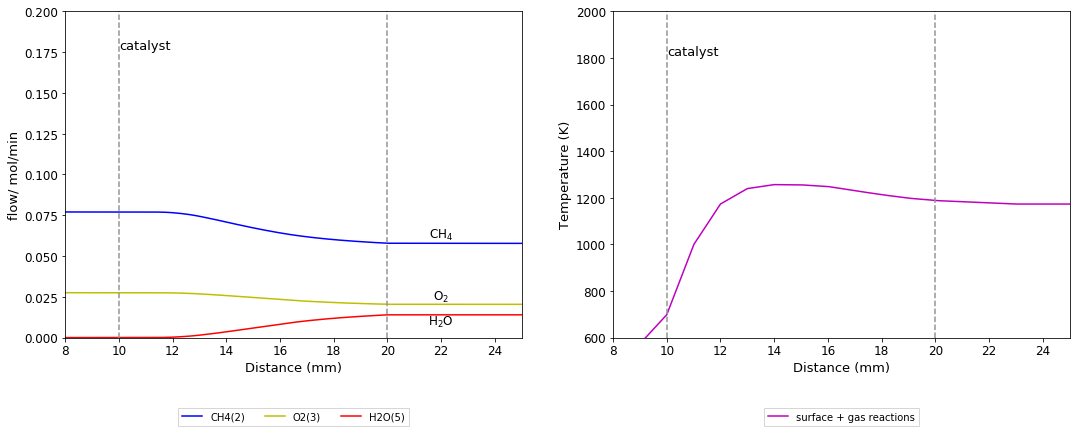 0.200
0.175
0.150
0.125
0.100
0.075
0.050
0.025
0.000
flow/ mol/min
catalyst
CH₄
O₂
H₂O
8 10 12 14 16 18 20 22 24
Distance (mm)
CH4(2) O2(3) H2O(5)
2000
1800
1600
1400
1200
1000
800
600
Temperature (K)
catalyst
8 10 12 14 16 18 20 22 24
Distance (mm)
surface + gas reactions